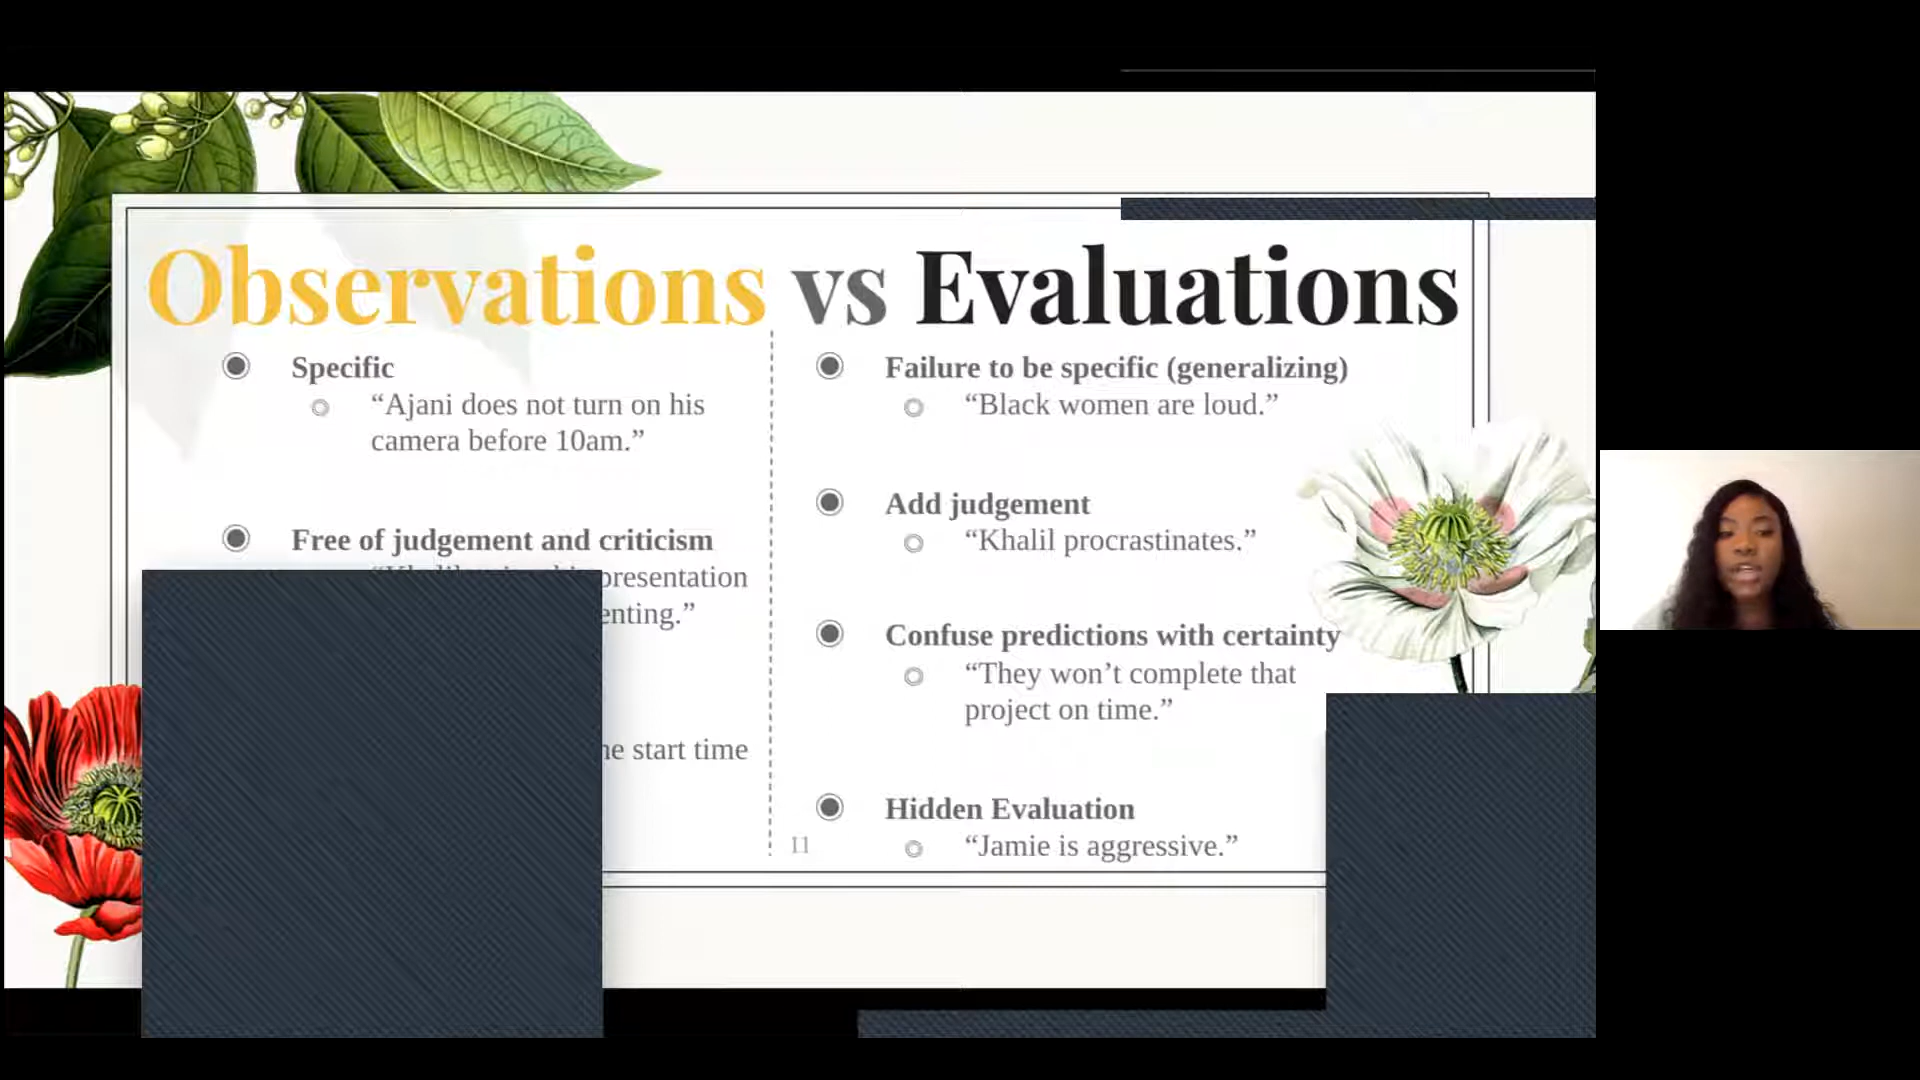 Observations vs Evaluations
Specific
“Ajani does not turn on his
camera before 10am.”
Free of judgement and criticism
presentation
start time
Failure to be specific (generalizing)
“Black women are loud.”
Add judgement
“Khalil procrastinates.”
Confuse predictions with certainty
“They won’t complete that
project on time.”
Hidden Evaluation
“Jamie is aggressive.”
11